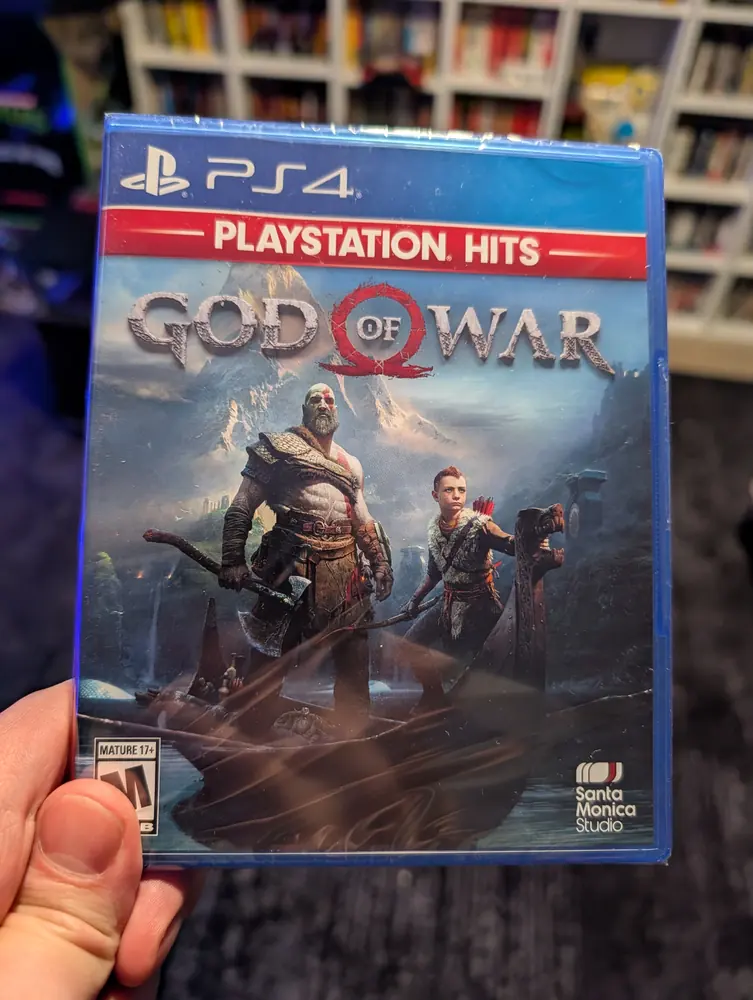 PS4
PLAYSTATION® HITS
GOD OF WAR
MATURE 17+
M
Santa
Monica
Studio